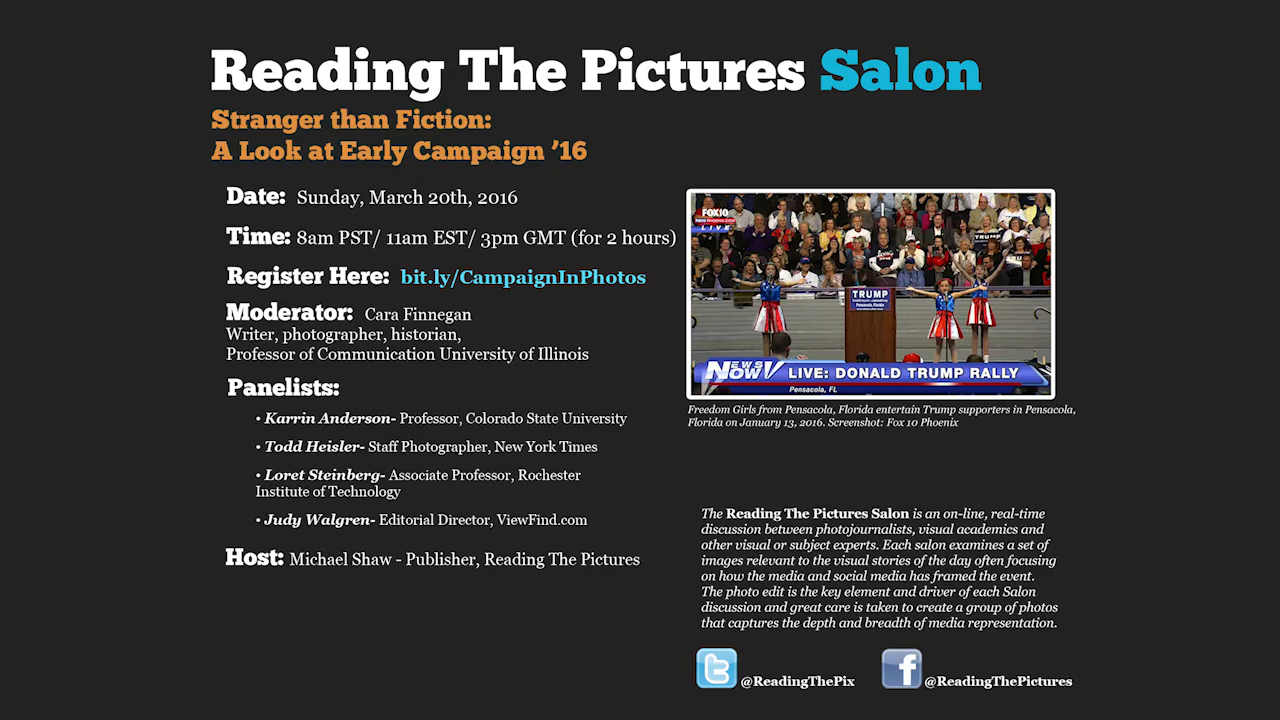 Reading The Pictures Salon
Stranger than Fiction:
A Look at Early Campaign ’16
Date: Sunday, March 20th, 2016
Time: 8am PST/ 11am EST/ 3pm GMT (for 2 hours)
Register Here: bit.ly/CampaignInPhotos
Moderator: Cara Finnegan
Writer, photographer, historian,
Professor of Communication University of Illinois
Panelists:
• Karrin Anderson- Professor, Colorado State University
• Todd Heisler- Staff Photographer, New York Times
• Loret Steinberg- Associate Professor, Rochester
Institute of Technology
• Judy Walgren- Editorial Director, ViewFind.com
Host: Michael Shaw - Publisher, Reading The Pictures
FOX10
LIVE
TRUMP
TRUMP
Pensacola, Florida
NEWS
NOW
LIVE: DONALD TRUMP RALLY
Pensacola, FL
Freedom Girls from Pensacola, Florida entertain Trump supporters in Pensacola,
Florida on January 13, 2016. Screenshot: Fox 10 Phoenix
The Reading The Pictures Salon is an on-line, real-time
discussion between photojournalists, visual academics and
other visual or subject experts. Each salon examines a set of
images relevant to the visual stories of the day often focusing
on how the media and social media has framed the event.
The photo edit is the key element and driver of each Salon
discussion and great care is taken to create a group of photos
that captures the depth and breadth of media representation.
@ReadingThePix
@ReadingThePictures